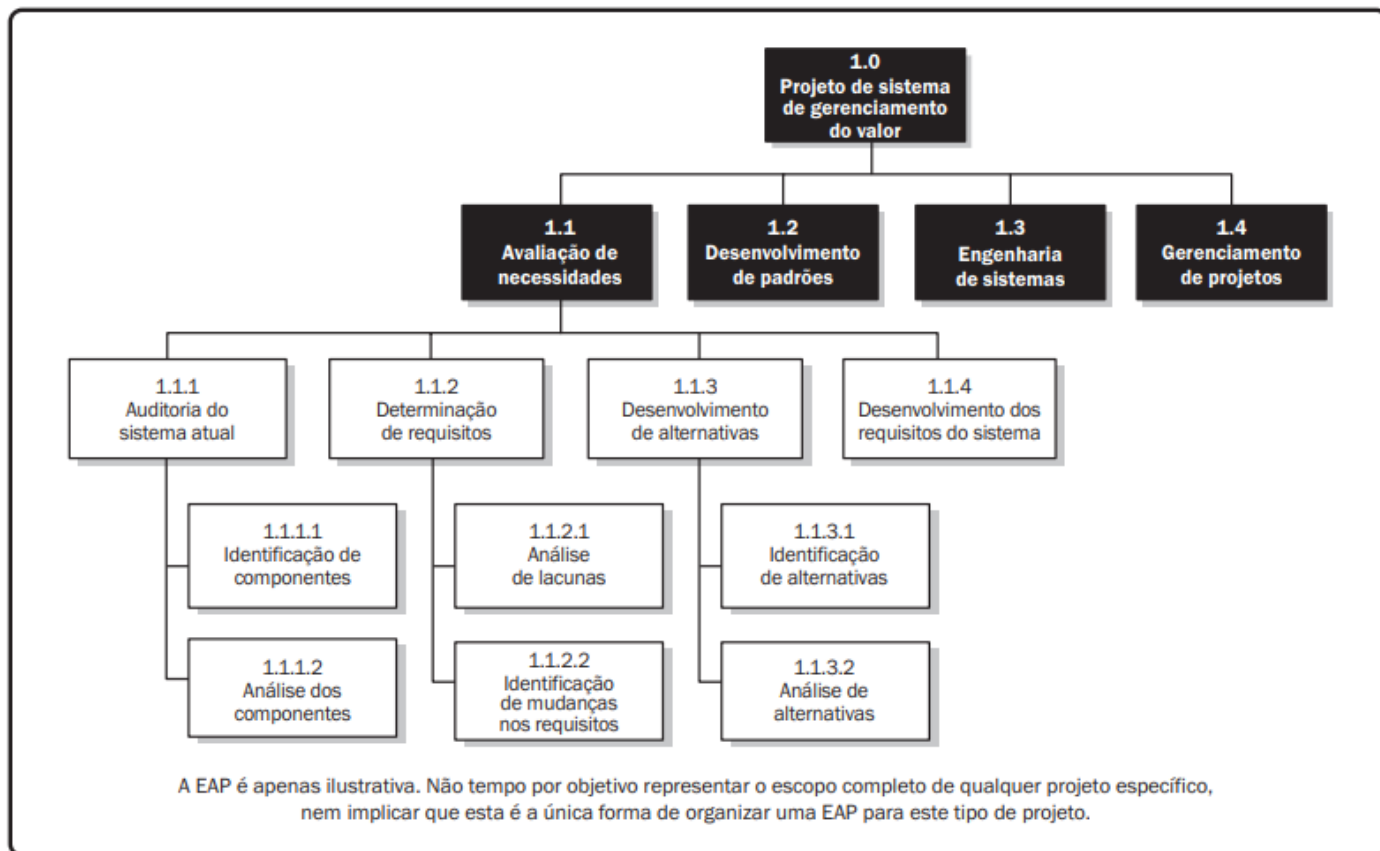 1.0
Projeto de sistema
de gerenciamento
do valor
1.1
Avaliação de
necessidades
1.2
Desenvolvimento
de padrões
1.3
Engenharia
de sistemas
1.4
Gerenciamento
de projetos
1.1.1
Auditoria do
sistema atual
1.1.2
Determinação
de requisitos
1.1.3
Desenvolvimento
de alternativas
1.1.4
Desenvolvimento dos
requisitos do sistema
1.1.1.1
Identificação de
componentes
1.1.2.1
Análise
de lacunas
1.1.3.1
Identificação
de alternativas
1.1.1.2
Análise dos
componentes
1.1.2.2
Identificação
de mudanças
nos requisitos
1.1.3.2
Análise de
alternativas
A EAP é apenas ilustrativa. Não tempo por objetivo representar o escopo completo de qualquer projeto específico,
nem implicar que esta é a única forma de organizar uma EAP para este tipo de projeto.